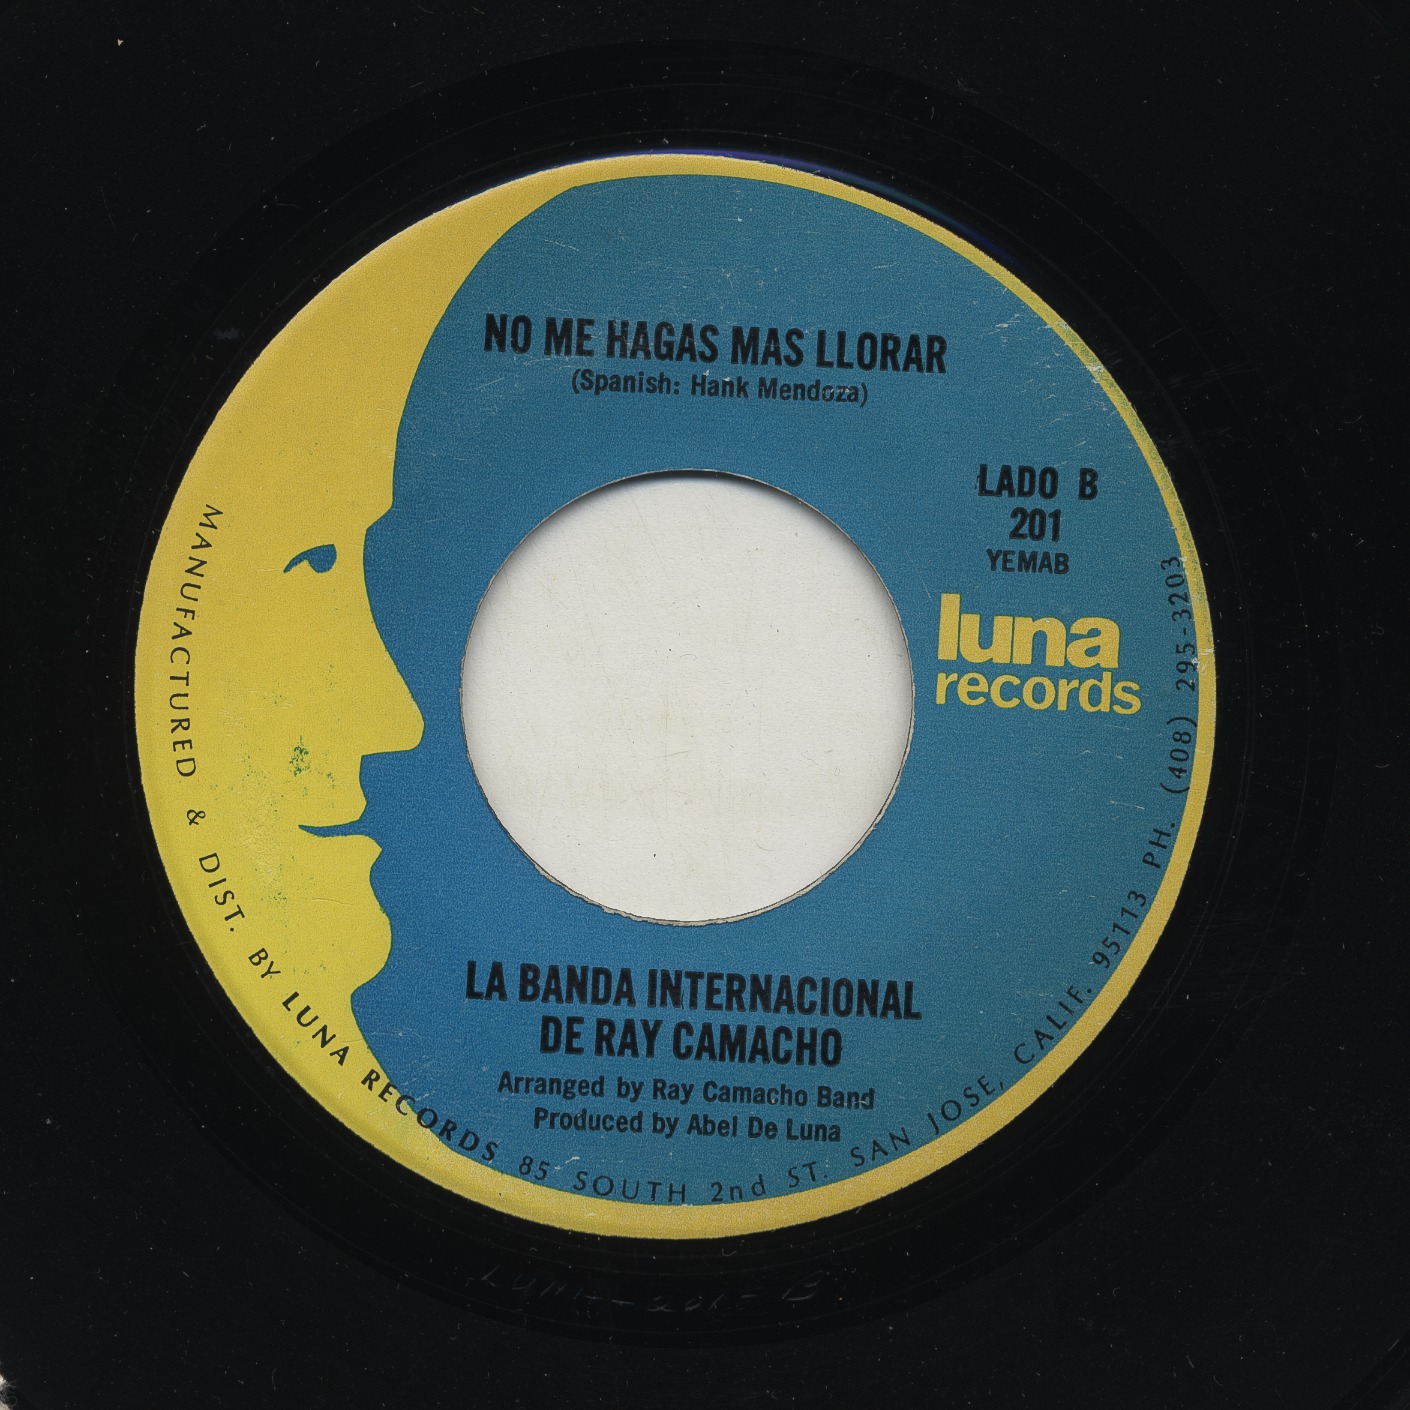 NO ME HAGAS MAS LLORAR
(Spanish: Hank Mendoza)
LADO B
201
YEMAB
luna
records
LA BANDA INTERNACIONAL
DE RAY CAMACHO
Arranged by Ray Camacho Band
Produced by Abel De Luna
MANUFACTURED & DIST. BY LUNA RECORDS 85 SOUTH 2nd ST. SAN JOSE, CALIF. 95113 PH. (408) 295-3203